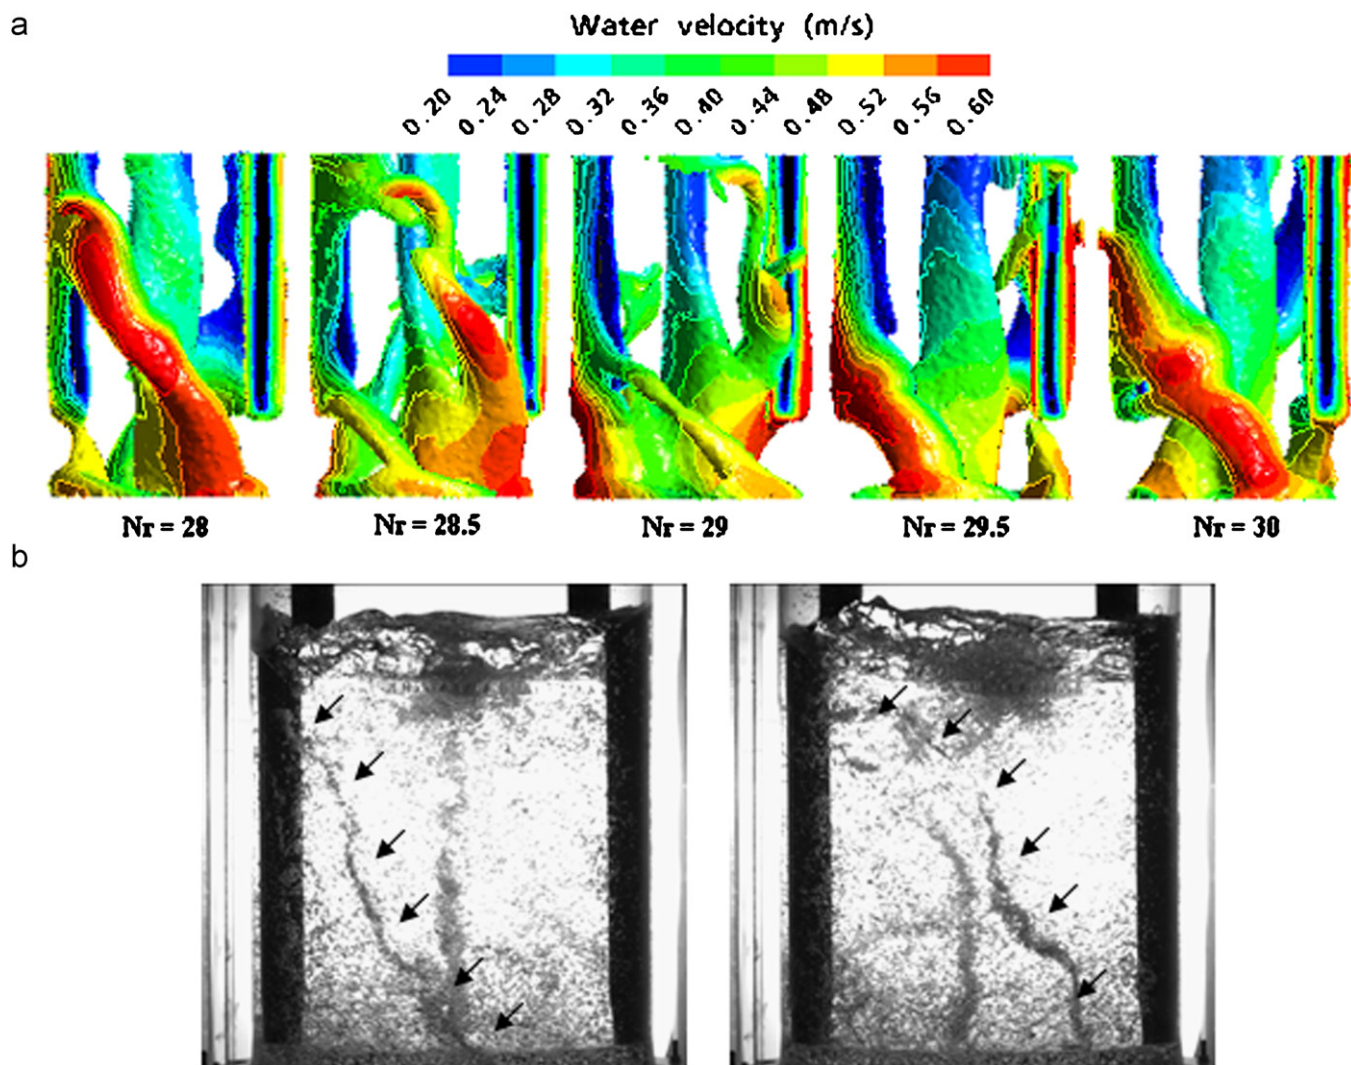 a
Water velocity (m/s)
0.20 0.24 0.28 0.32 0.36 0.40 0.44 0.48 0.52 0.56 0.60
Nr = 28 Nr = 28.5 Nr = 29 Nr = 29.5 Nr = 30
b